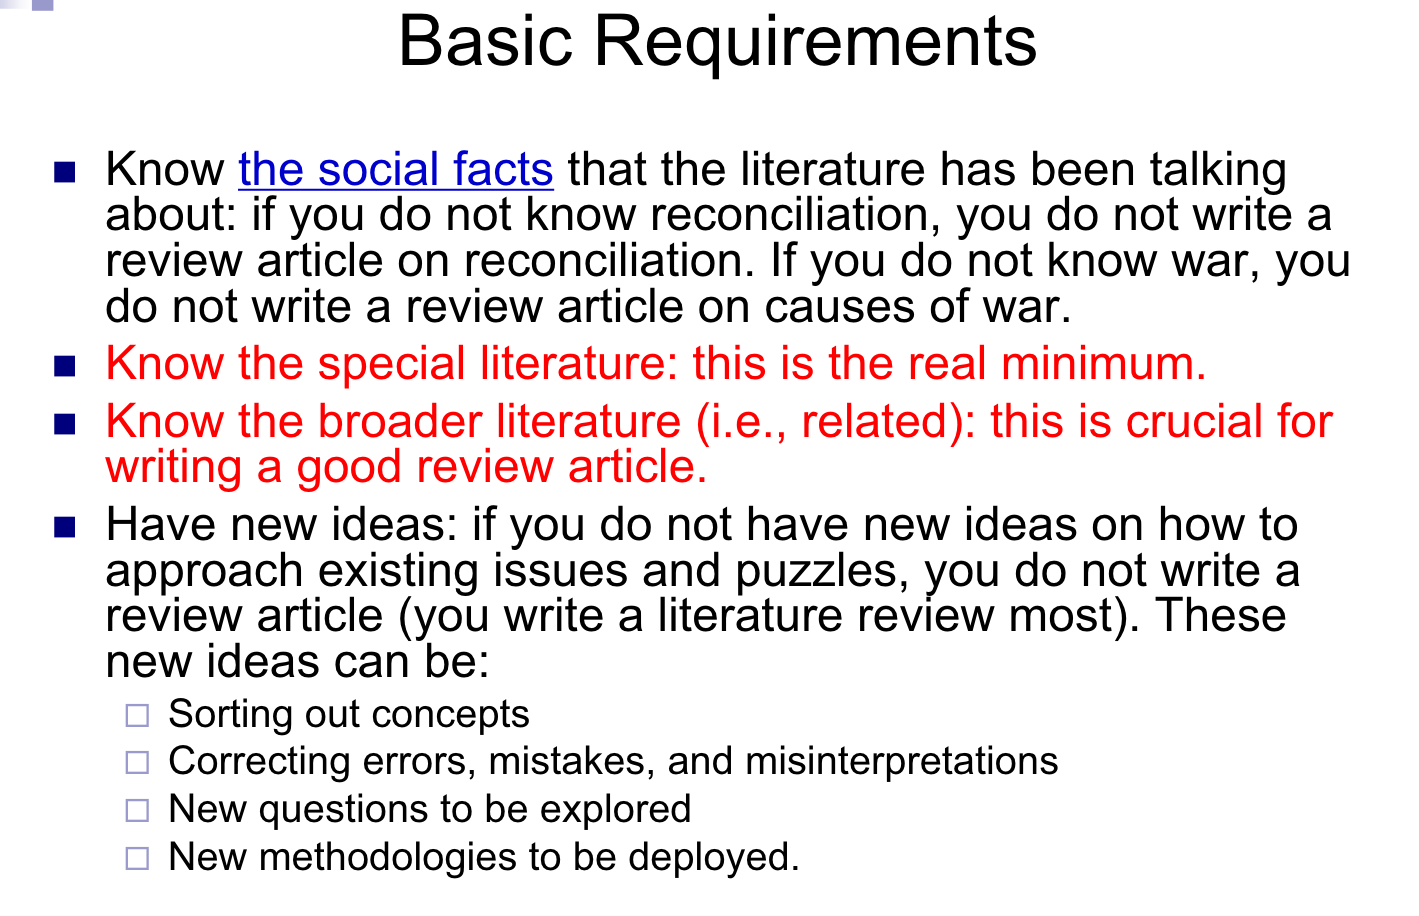 Basic Requirements
Know the social facts that the literature has been talking
about: if you do not know reconciliation, you do not write a
review article on reconciliation. If you do not know war, you
do not write a review article on causes of war.
Know the special literature: this is the real minimum.
Know the broader literature (i.e., related): this is crucial for
writing a good review article.
Have new ideas: if you do not have new ideas on how to
approach existing issues and puzzles, you do not write a
review article (you write a literature review most). These
new ideas can be:
Sorting out concepts
Correcting errors, mistakes, and misinterpretations
New questions to be explored
New methodologies to be deployed.